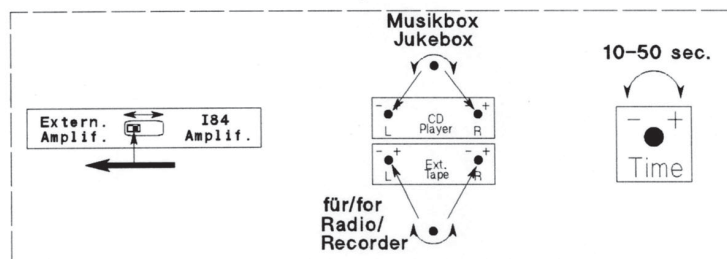 Musikbox
Jukebox
10-50 sec.
Extern. I84
Amplif. Amplif.
- +
L CD R
Player
- + - +
L Ext. R
Tape
- +
Time
für/for
Radio/
Recorder